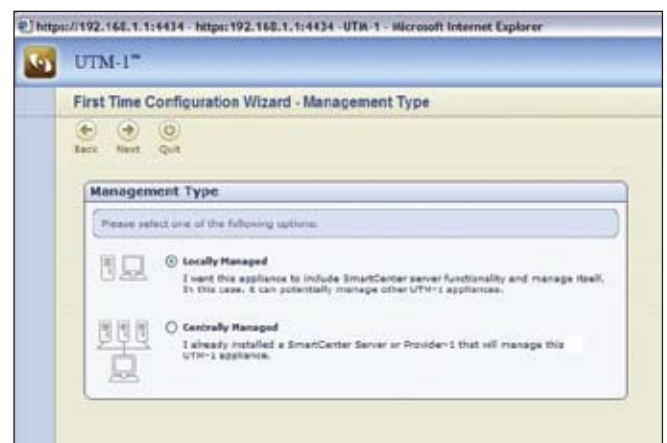 https://192.168.1.1:4434 - https:192.168.1.1:4434 -UTM-1 - Microsoft Internet Explorer
UTM-1™
First Time Configuration Wizard - Management Type
Back Next Quit
Management Type
Please select one of the following options:
Locally Managed
I want this appliance to include SmartCenter server functionality and manage itself.
In this case, it can potentially manage other UTM-1 appliances.
Centrally Managed
I already installed a SmartCenter Server or Provider-1 that will manage this
UTM-1 appliance.